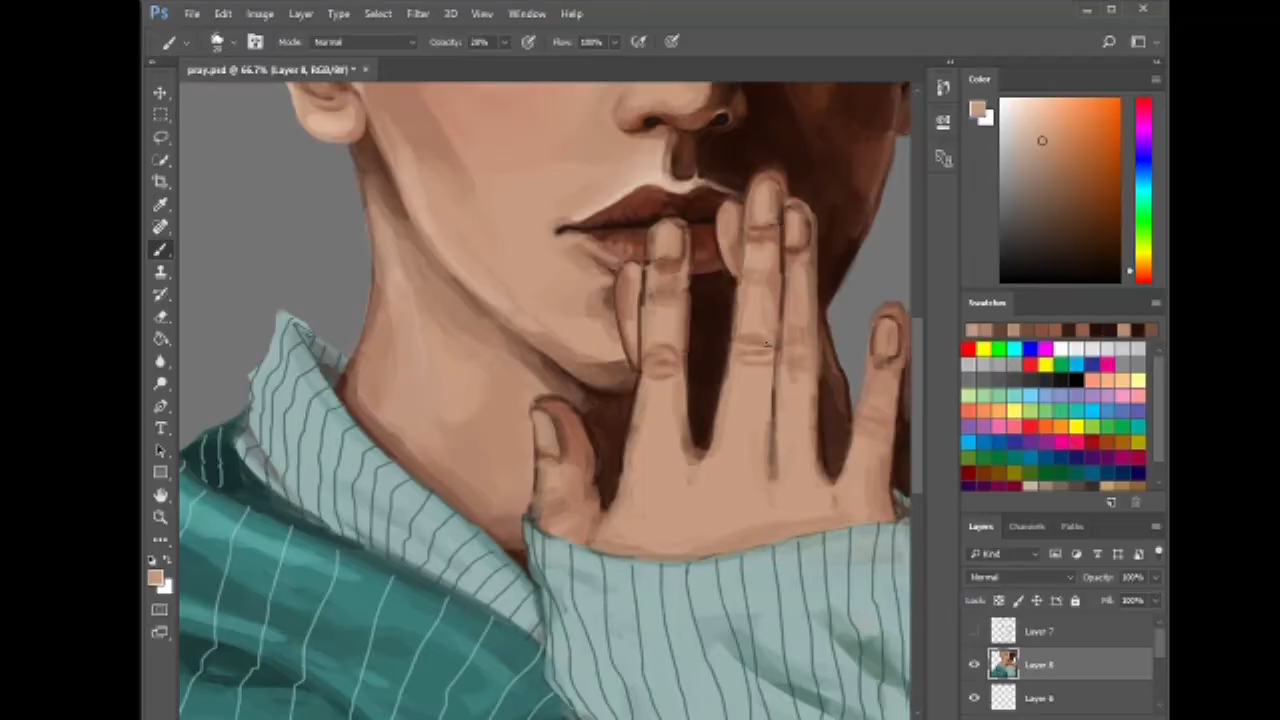 Ps File Edit Image Layer Type Select Filter 3D View Window Help
Mode: Normal Opacity: 20% Flow: 100%
pray.psd @ 66.7% (Layer 8, RGB/8#) * ×
Color
Swatches
Layers Channels Paths
Kind
Normal Opacity: 100%
Lock: Fill: 100%
Layer 7
Layer 8
Layer 6